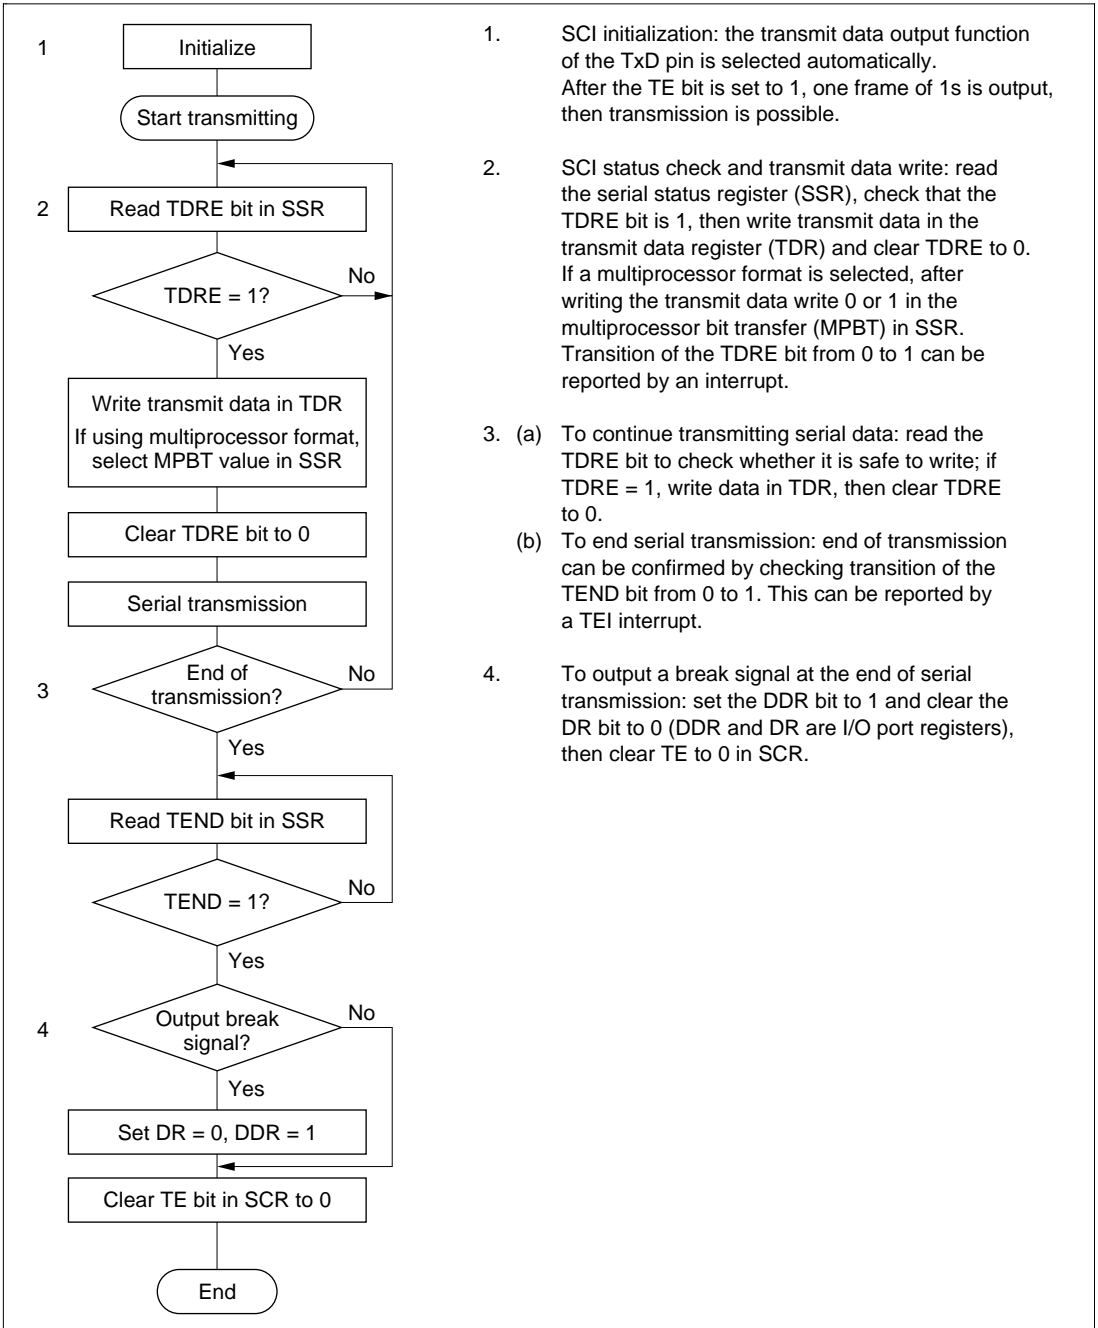 1
Initialize
Start transmitting
2
Read TDRE bit in SSR
TDRE = 1?
No
Yes
Write transmit data in TDR
If using multiprocessor format,
select MPBT value in SSR
Clear TDRE bit to 0
Serial transmission
3
End of
transmission?
No
Yes
Read TEND bit in SSR
TEND = 1?
No
Yes
4
Output break
signal?
No
Yes
Set DR = 0, DDR = 1
Clear TE bit in SCR to 0
End
1. SCI initialization: the transmit data output function
of the TxD pin is selected automatically.
After the TE bit is set to 1, one frame of 1s is output,
then transmission is possible.
2. SCI status check and transmit data write: read
the serial status register (SSR), check that the
TDRE bit is 1, then write transmit data in the
transmit data register (TDR) and clear TDRE to 0.
If a multiprocessor format is selected, after
writing the transmit data write 0 or 1 in the
multiprocessor bit transfer (MPBT) in SSR.
Transition of the TDRE bit from 0 to 1 can be
reported by an interrupt.
3. (a) To continue transmitting serial data: read the
TDRE bit to check whether it is safe to write; if
TDRE = 1, write data in TDR, then clear TDRE
to 0.
(b) To end serial transmission: end of transmission
can be confirmed by checking transition of the
TEND bit from 0 to 1. This can be reported by
a TEI interrupt.
4. To output a break signal at the end of serial
transmission: set the DDR bit to 1 and clear the
DR bit to 0 (DDR and DR are I/O port registers),
then clear TE to 0 in SCR.